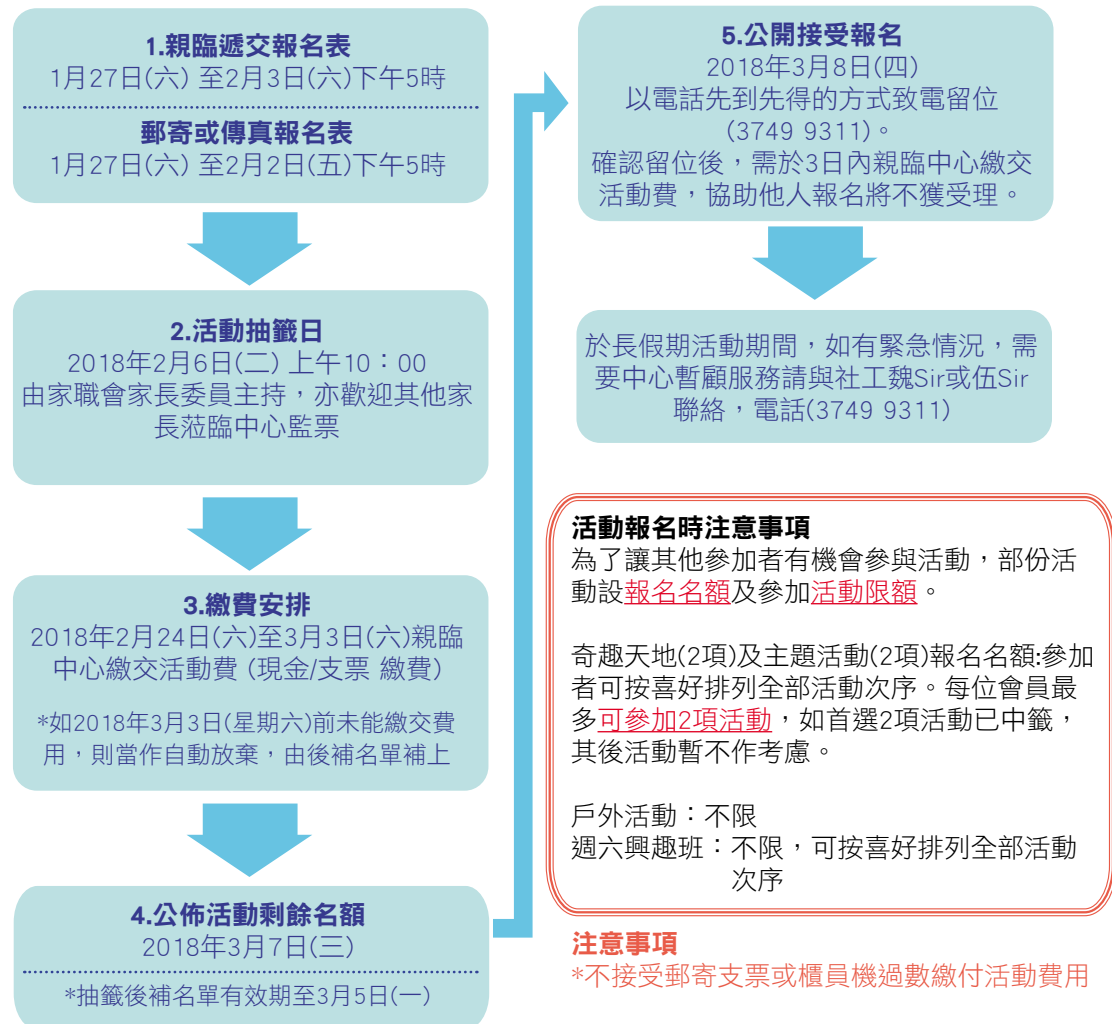 1.親臨遞交報名表
1月27日(六) 至2月3日(六)下午5時
郵寄或傳真報名表
1月27日(六) 至2月2日(五)下午5時
2.活動抽籤日
2018年2月6日(二) 上午10：00
由家職會家長委員主持，亦歡迎其他家
長蒞臨中心監票
3.繳費安排
2018年2月24日(六)至3月3日(六)親臨
中心繳交活動費 (現金/支票 繳費)
*如2018年3月3日(星期六)前未能繳交費
用，則當作自動放棄，由後補名單補上
4.公佈活動剩餘名額
2018年3月7日(三)
*抽籤後補名單有效期至3月5日(一)
5.公開接受報名
2018年3月8日(四)
以電話先到先得的方式致電留位
(3749 9311)。
確認留位後，需於3日內親臨中心繳交
活動費，協助他人報名將不獲受理。
於長假期活動期間，如有緊急情況，需
要中心暫顧服務請與社工魏Sir或伍Sir
聯絡，電話(3749 9311)
活動報名時注意事項
為了讓其他參加者有機會參與活動，部份活
動設報名名額及參加活動限額。
奇趣天地(2項)及主題活動(2項)報名名額:參加
者可按喜好排列全部活動次序。每位會員最
多可參加2項活動，如首選2項活動已中籤，
其後活動暫不作考慮。
戶外活動：不限
週六興趣班：不限，可按喜好排列全部活動
次序
注意事項
*不接受郵寄支票或櫃員機過數繳付活動費用